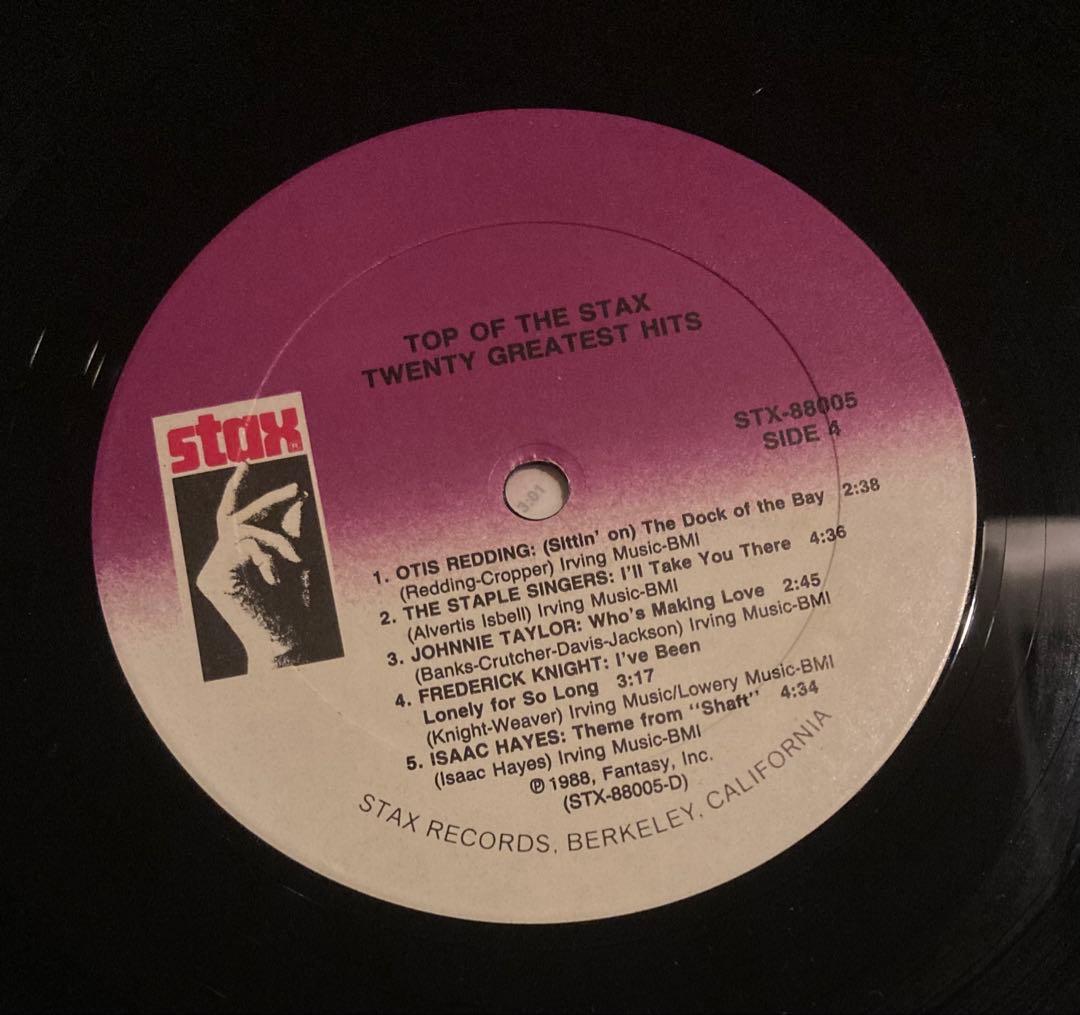 TOP OF THE STAX
TWENTY GREATEST HITS
stax
STX-88005
SIDE 4
3:01
1. OTIS REDDING: (Sittin' on) The Dock of the Bay 2:38
(Redding-Cropper) Irving Music-BMI
2. THE STAPLE SINGERS: I'll Take You There 4:36
(Alvertis Isbell) Irving Music-BMI
3. JOHNNIE TAYLOR: Who's Making Love 2:45
(Banks-Crutcher-Davis-Jackson) Irving Music-BMI
4. FREDERICK KNIGHT: I've Been
Lonely for So Long 3:17
(Knight-Weaver) Irving Music/Lowery Music-BMI
5. ISAAC HAYES: Theme from "Shaft" 4:34
(Isaac Hayes) Irving Music-BMI
℗ 1988, Fantasy, Inc.
(STX-88005-D)
STAX RECORDS, BERKELEY, CALIFORNIA